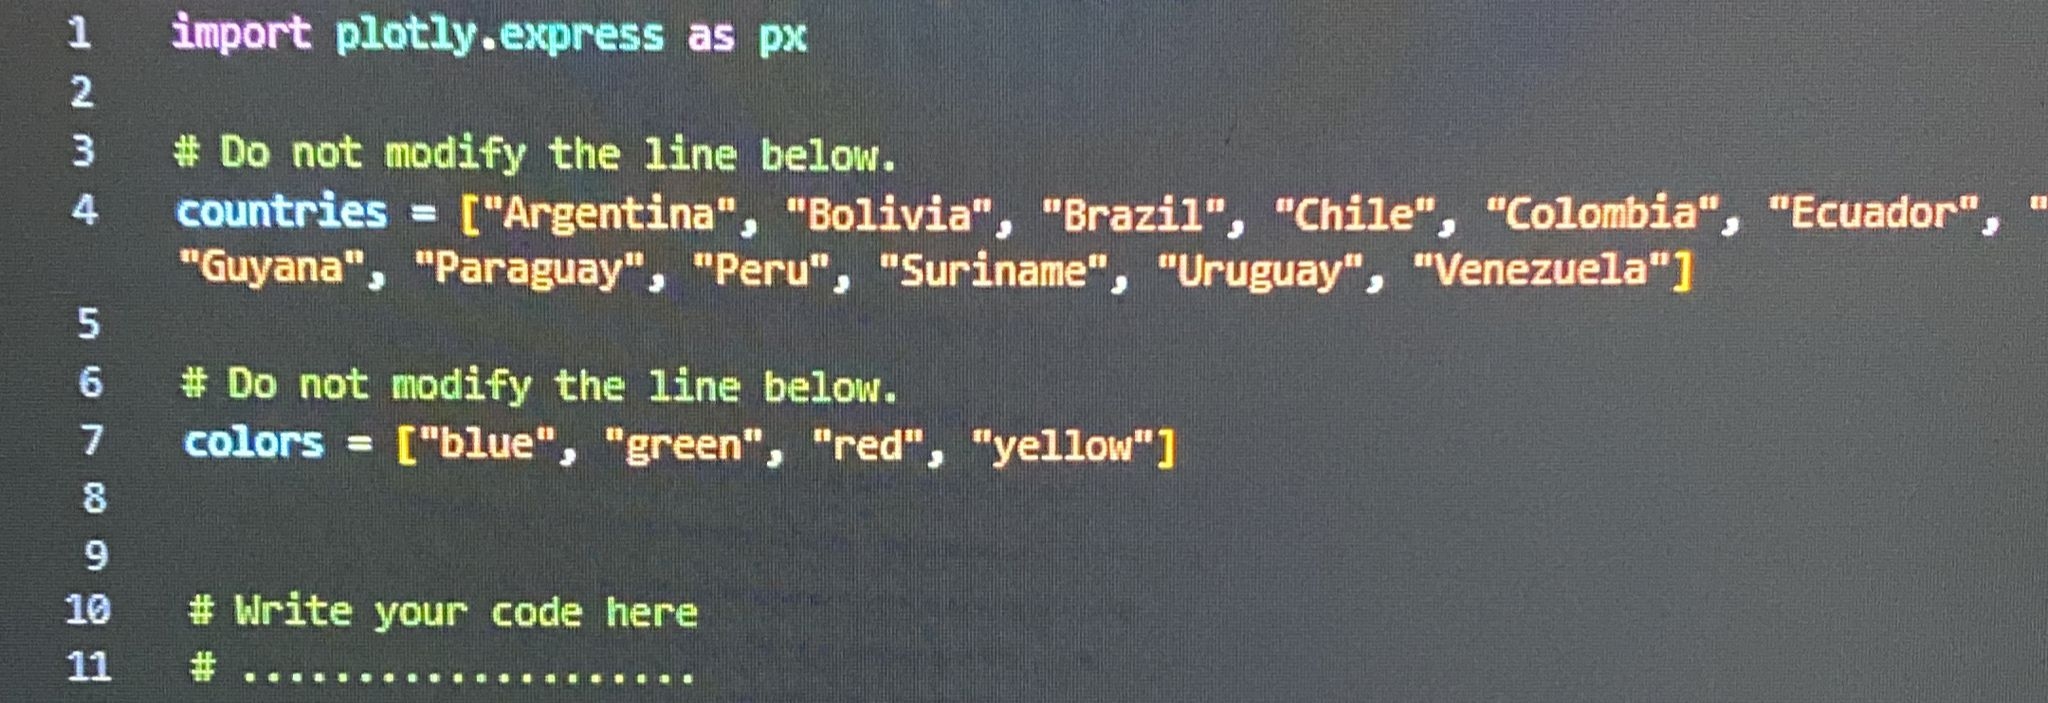 1 import plotly.express as px
2
3 # Do not modify the line below.
4 countries = ["Argentina", "Bolivia", "Brazil", "Chile", "Colombia", "Ecuador", "
"Guyana", "Paraguay", "Peru", "Suriname", "Uruguay", "Venezuela"]
5
6 # Do not modify the line below.
7 colors = ["blue", "green", "red", "yellow"]
8
9
10 # Write your code here
11 # ...................